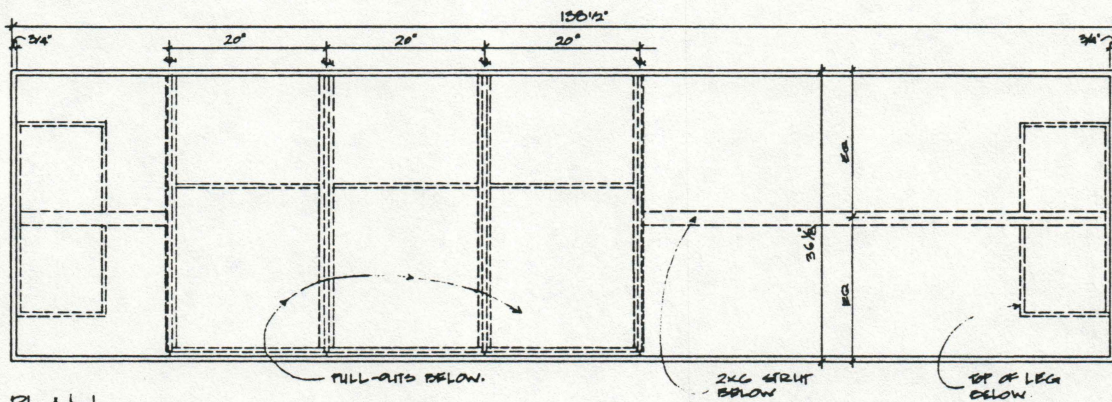 138½"
3/4"
20"
20"
20"
3/4"
EQ
36⅛"
EQ
PULL-OUTS BELOW.
2x6 STRUT
BELOW
TOP OF LEG
BELOW.